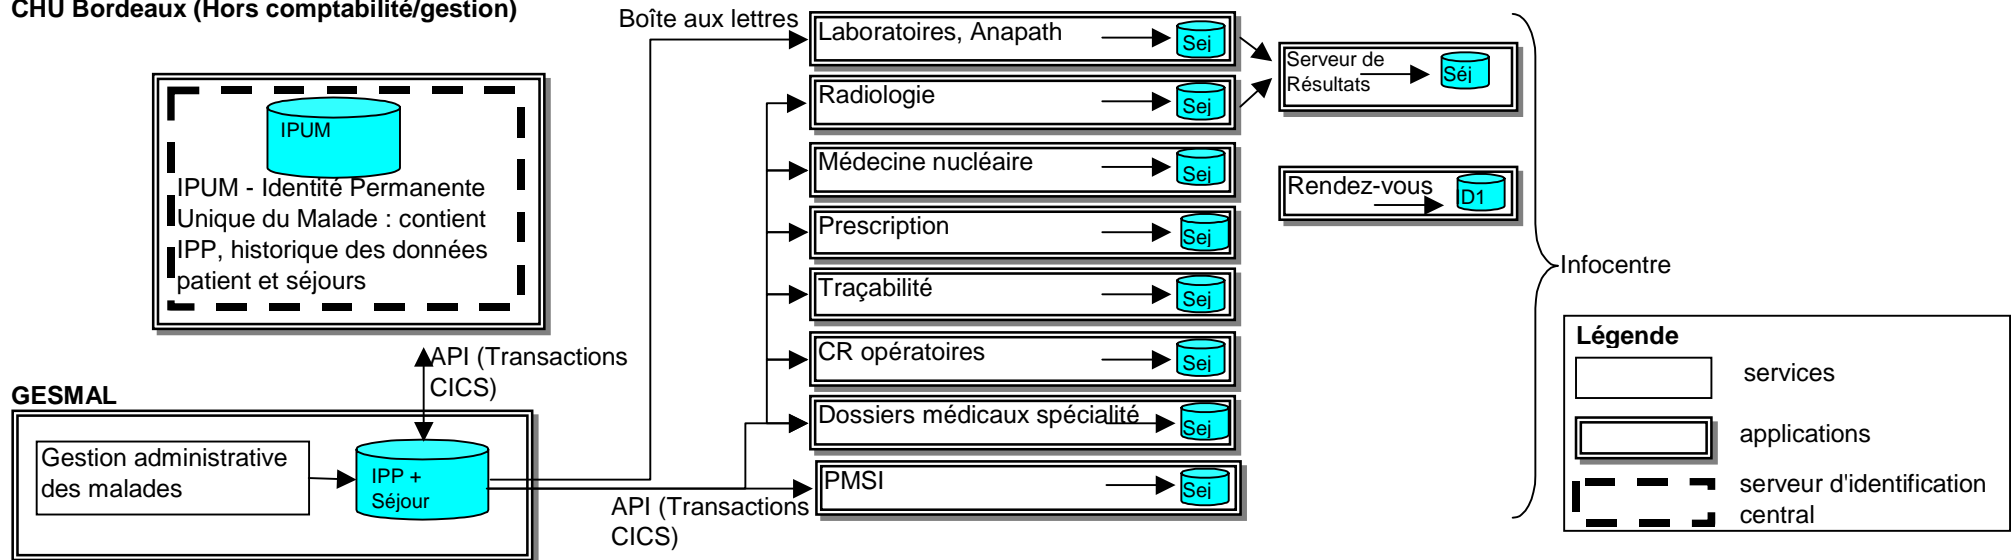 CHU Bordeaux (Hors comptabilité/gestion)
IPUM
IPUM - Identité Permanente
Unique du Malade : contient
IPP, historique des données
patient et séjours
API (Transactions
CICS)
GESMAL
Gestion administrative
des malades
IPP +
Séjour
Boîte aux lettres
API (Transactions
CICS)
Laboratoires, Anapath
Sej
Radiologie
Sej
Médecine nucléaire
Sej
Prescription
Sej
Traçabilité
Sej
CR opératoires
Sej
Dossiers médicaux spécialité
Sej
PMSI
Sej
Serveur de
Résultats
Séj
Rendez-vous
ID1
Infocentre
Légende
services
applications
serveur d'identification
central